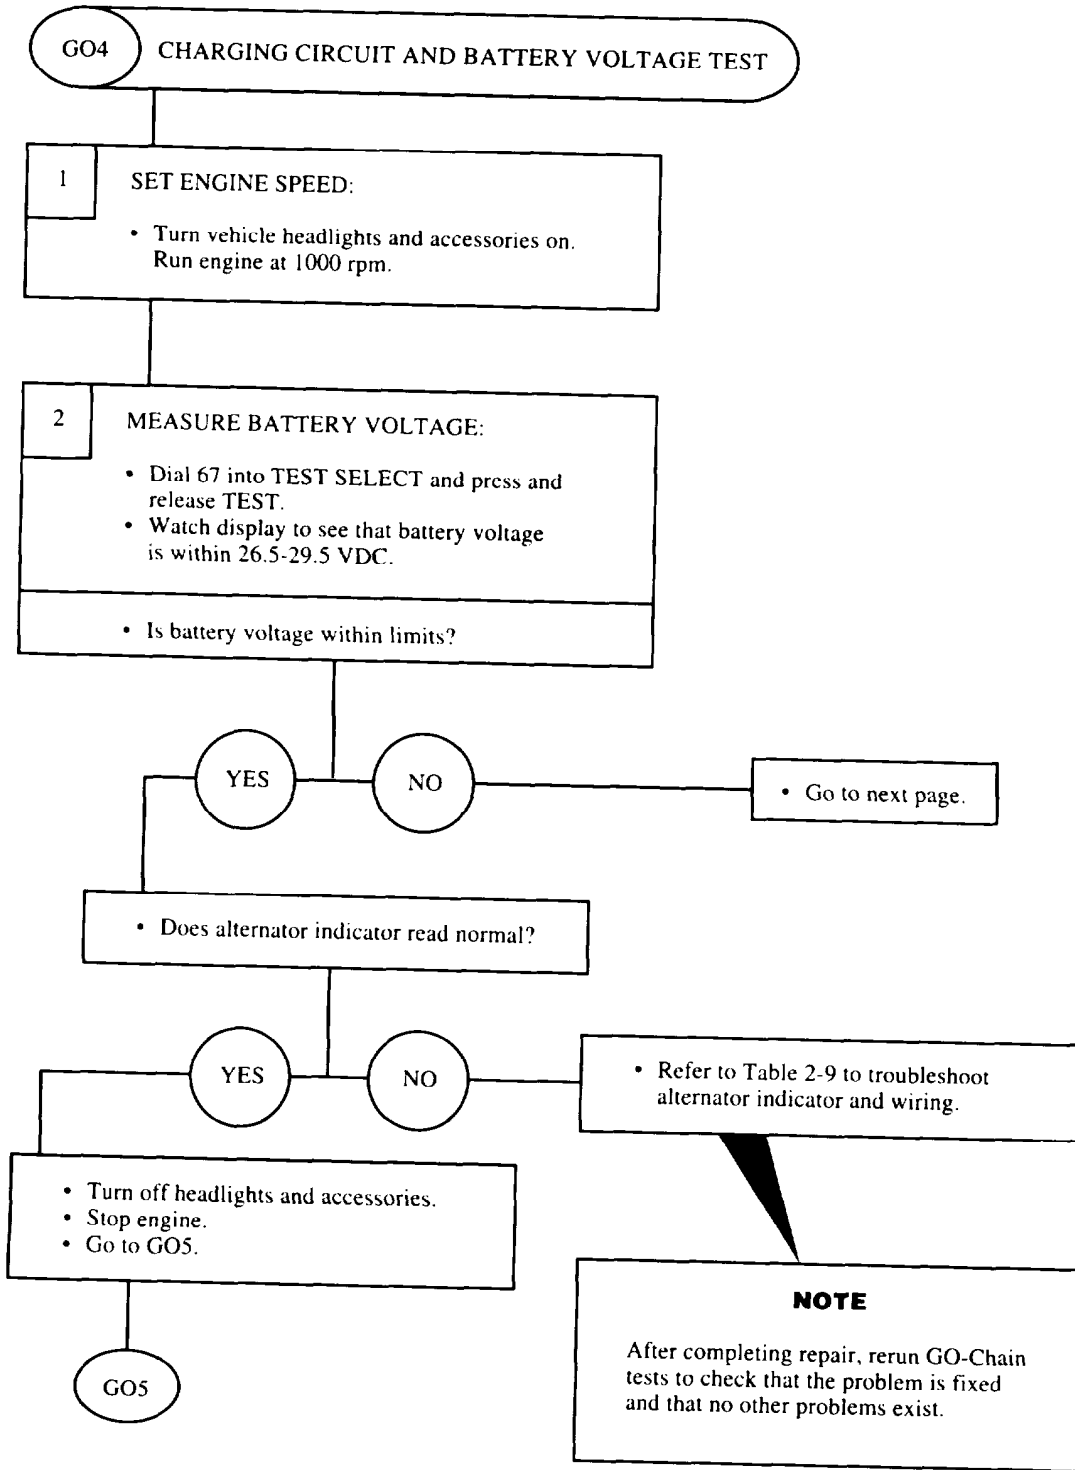 GO4 CHARGING CIRCUIT AND BATTERY VOLTAGE TEST
1 SET ENGINE SPEED:
• Turn vehicle headlights and accessories on.
Run engine at 1000 rpm.
2 MEASURE BATTERY VOLTAGE:
• Dial 67 into TEST SELECT and press and
release TEST.
• Watch display to see that battery voltage
is within 26.5-29.5 VDC.
• Is battery voltage within limits?
YES NO
• Go to next page.
• Does alternator indicator read normal?
YES NO
• Refer to Table 2-9 to troubleshoot
alternator indicator and wiring.
• Turn off headlights and accessories.
• Stop engine.
• Go to GO5.
GO5
NOTE
After completing repair, rerun GO-Chain
tests to check that the problem is fixed
and that no other problems exist.